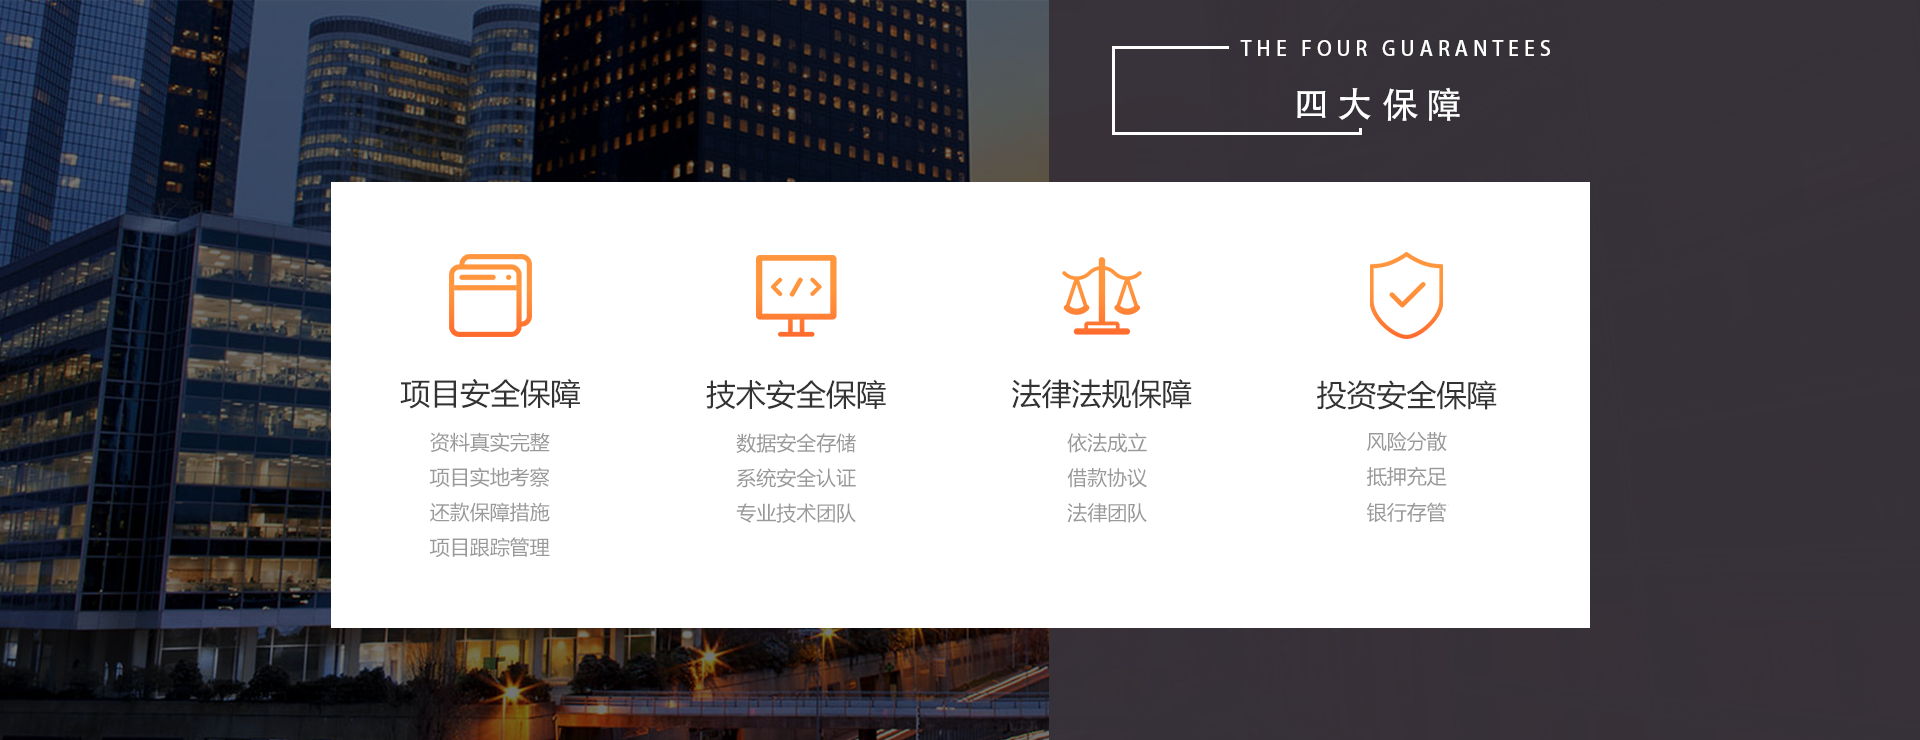 THE FOUR GUARANTEES
四大保障
项目安全保障
资料真实完整
项目实地考察
还款保障措施
项目跟踪管理
技术安全保障
数据安全存储
系统安全认证
专业技术团队
法律法规保障
依法成立
借款协议
法律团队
投资安全保障
风险分散
抵押充足
银行存管